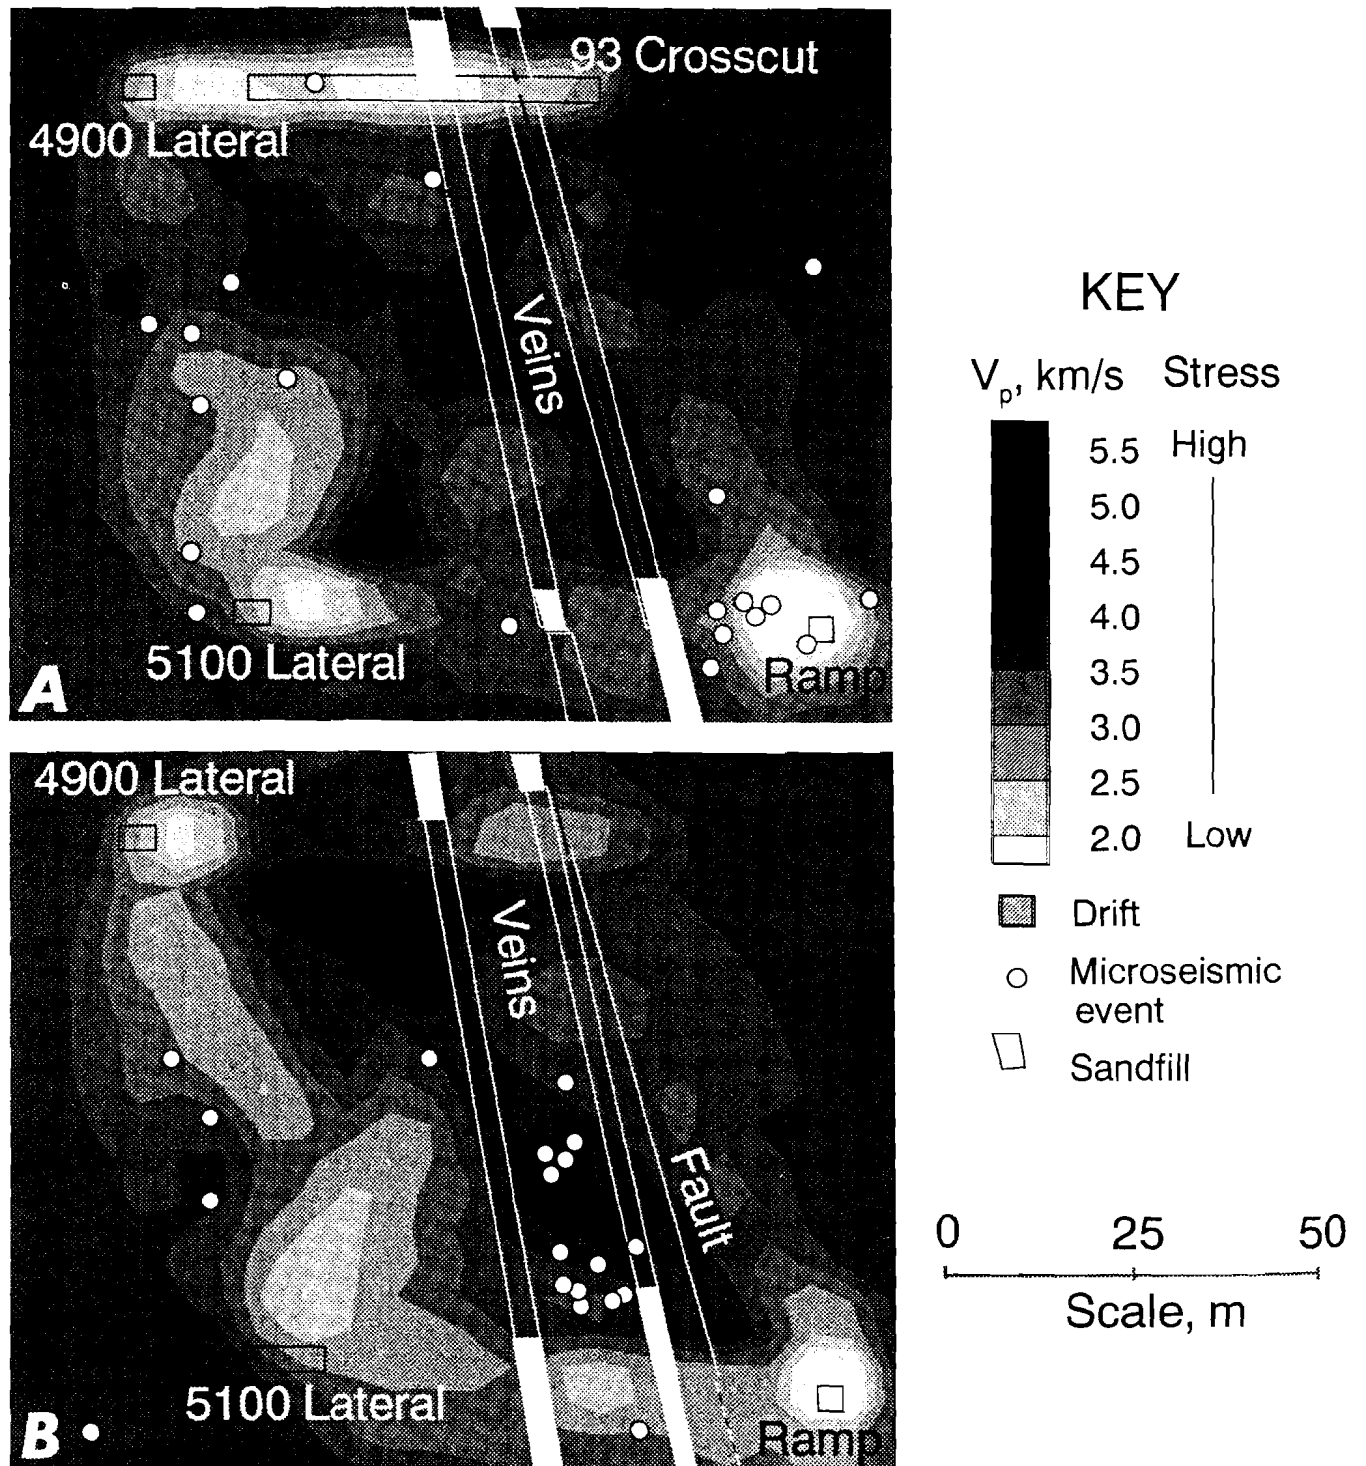 93 Crosscut
4900 Lateral
Veins
5100 Lateral
Ramp
A
4900 Lateral
Veins
Fault
5100 Lateral
Ramp
B
KEY
Vp, km/s Stress
5.5 High
5.0
4.5
4.0
3.5
3.0
2.5
2.0 Low
Drift
Microseismic
event
Sandfill
0 25 50
Scale, m